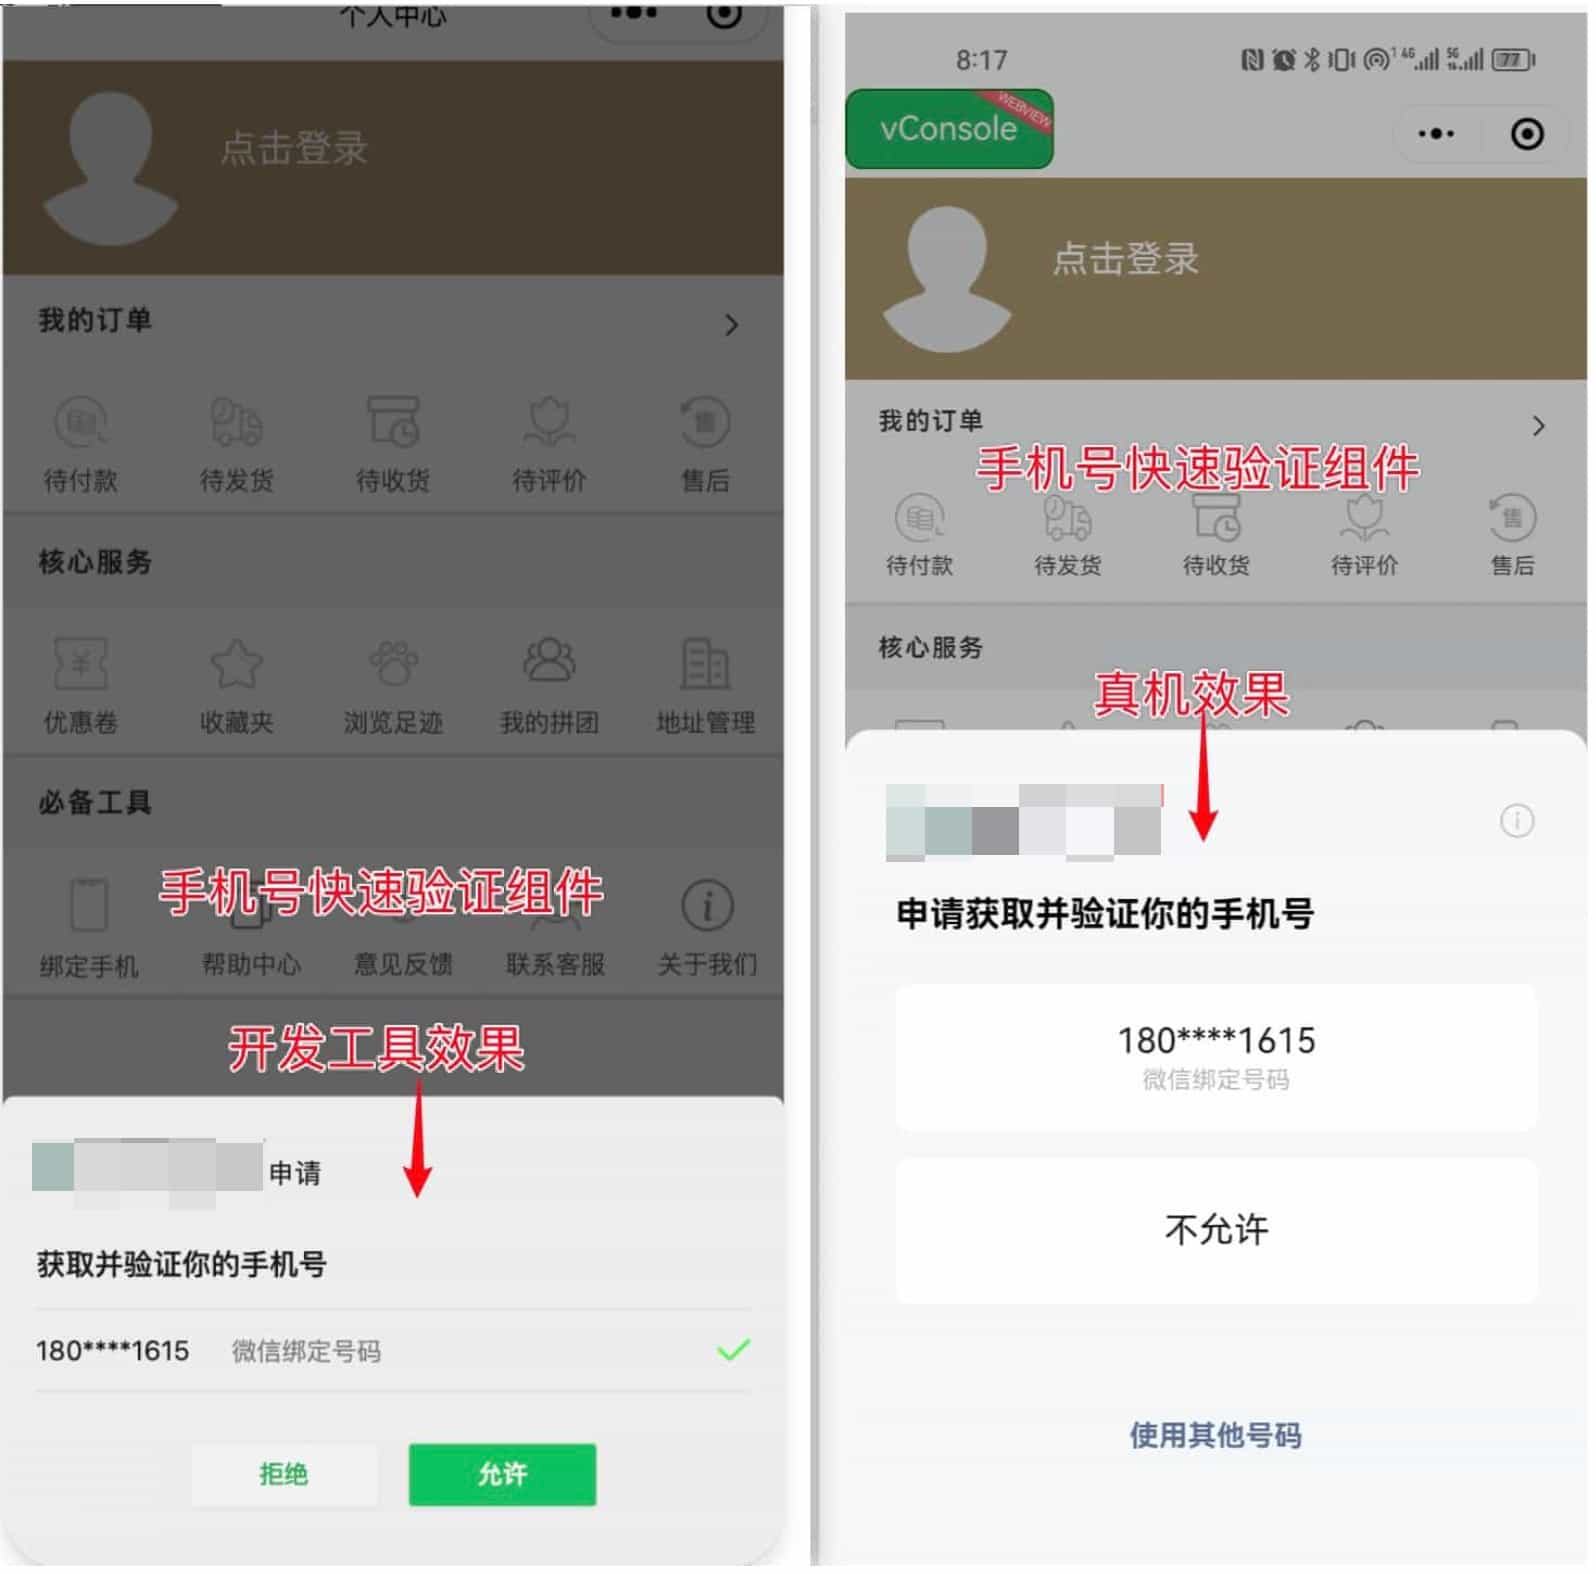 个人中心
点击登录
我的订单
待付款 待发货 待收货 待评价 售后
核心服务
优惠卷 收藏夹 浏览足迹 我的拼团 地址管理
必备工具
手机号快速验证组件
绑定手机 帮助中心 意见反馈 联系客服 关于我们
开发工具效果
申请
获取并验证你的手机号
180****1615 微信绑定号码
拒绝 允许
8:17 1 4G 5G 77
vConsole WEBVIEW
点击登录
我的订单
手机号快速验证组件
售
待付款 待发货 待收货 待评价 售后
核心服务
真机效果
申请获取并验证你的手机号
180****1615
微信绑定号码
不允许
使用其他号码